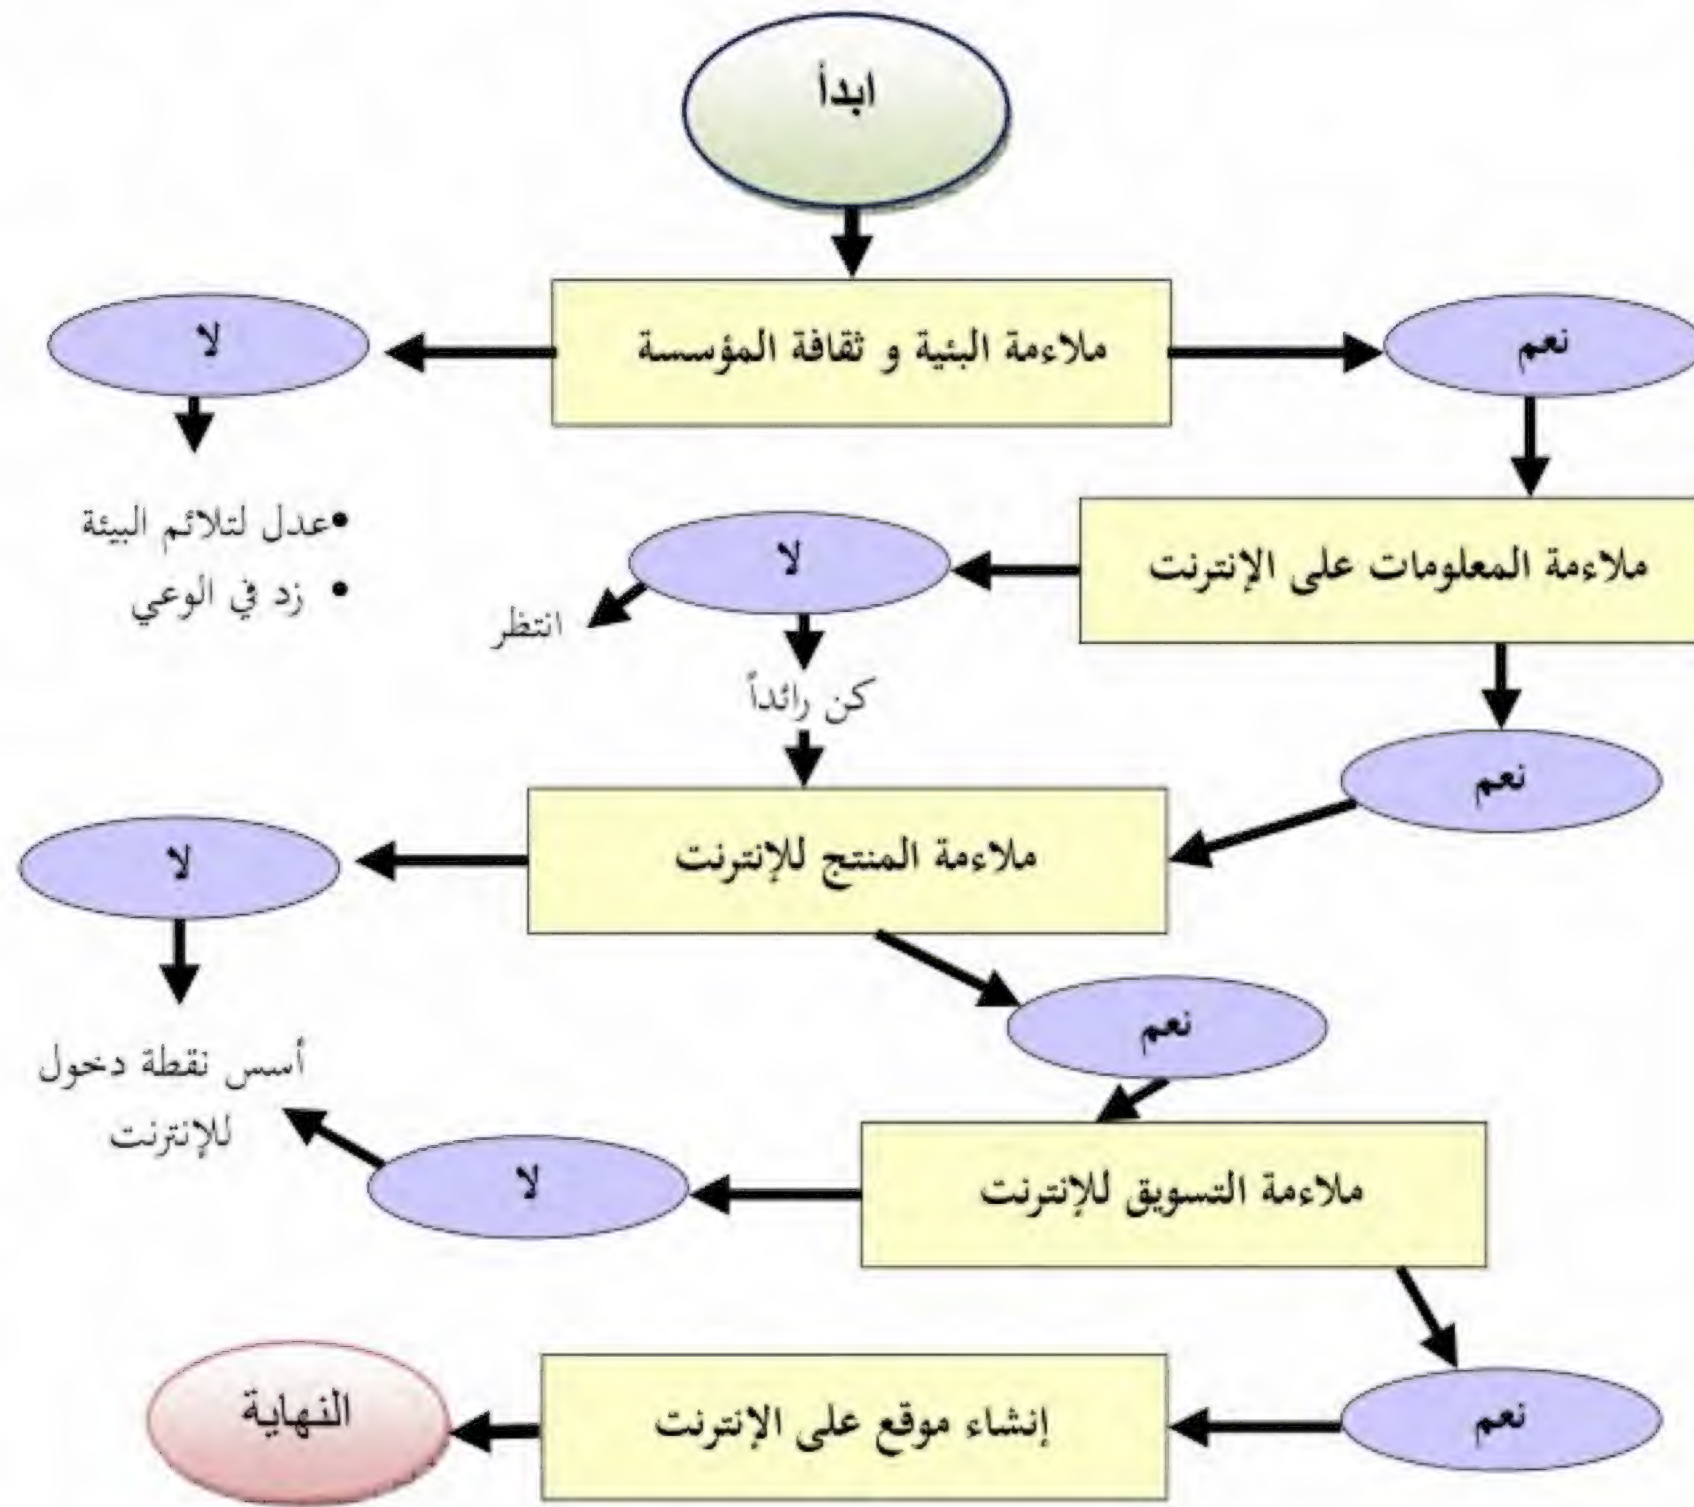 ابدأ
ملاءمة البئية و ثقافة المؤسسة
نعم
لا
•عدل لتلائم البيئة
• زد في الوعي
ملاءمة المعلومات على الإنترنت
لا
انتظر
كن رائداً
نعم
ملاءمة المنتج للإنترنت
لا
أسس نقطة دخول
للإنترنت
نعم
ملاءمة التسويق للإنترنت
لا
نعم
إنشاء موقع على الإنترنت
النهاية